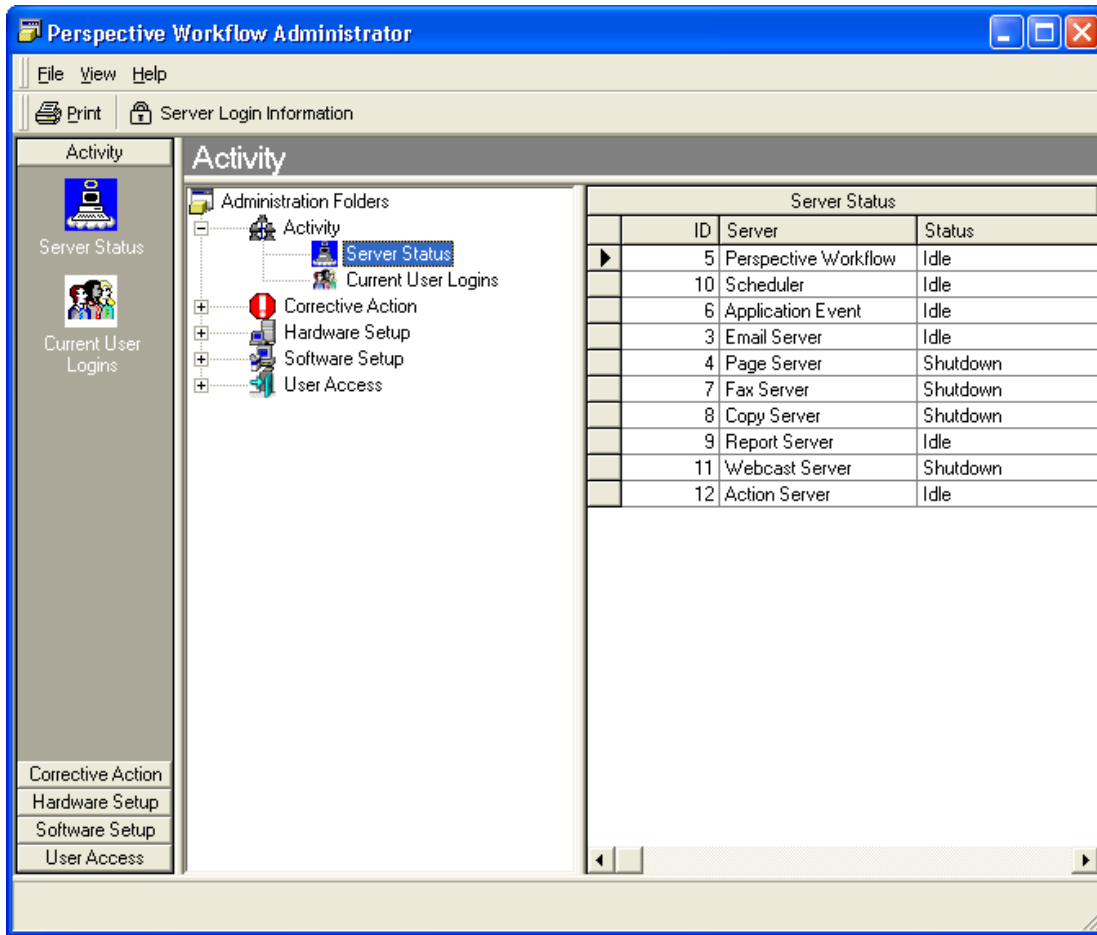 Perspective Workflow Administrator
File View Help
Print Server Login Information
Activity
Server Status
Current User
Logins
Corrective Action
Hardware Setup
Software Setup
User Access
Activity
Administration Folders
Activity
Server Status
Current User Logins
Corrective Action
Hardware Setup
Software Setup
User Access
Server Status
ID Server Status
5 Perspective Workflow Idle
10 Scheduler Idle
6 Application Event Idle
3 Email Server Idle
4 Page Server Shutdown
7 Fax Server Shutdown
8 Copy Server Shutdown
9 Report Server Idle
11 Webcast Server Shutdown
12 Action Server Idle